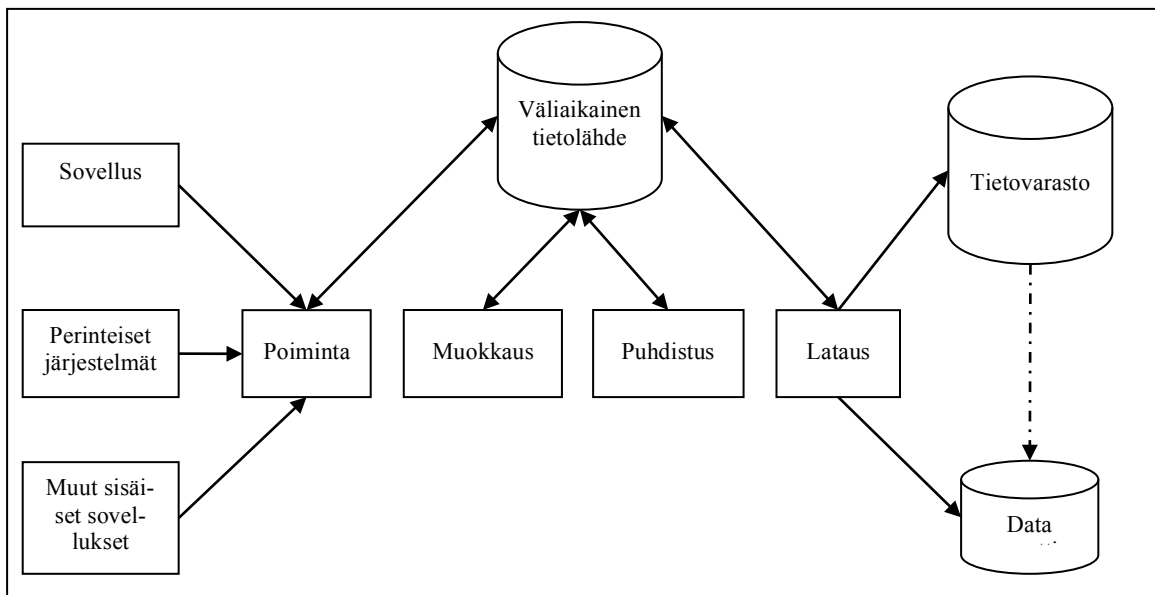 Väliaikainen
tietolähde
Tietovarasto
Sovellus
Perinteiset
järjestelmät
Poiminta
Muokkaus
Puhdistus
Lataus
Muut sisäi-
set sovel-
lukset
Data